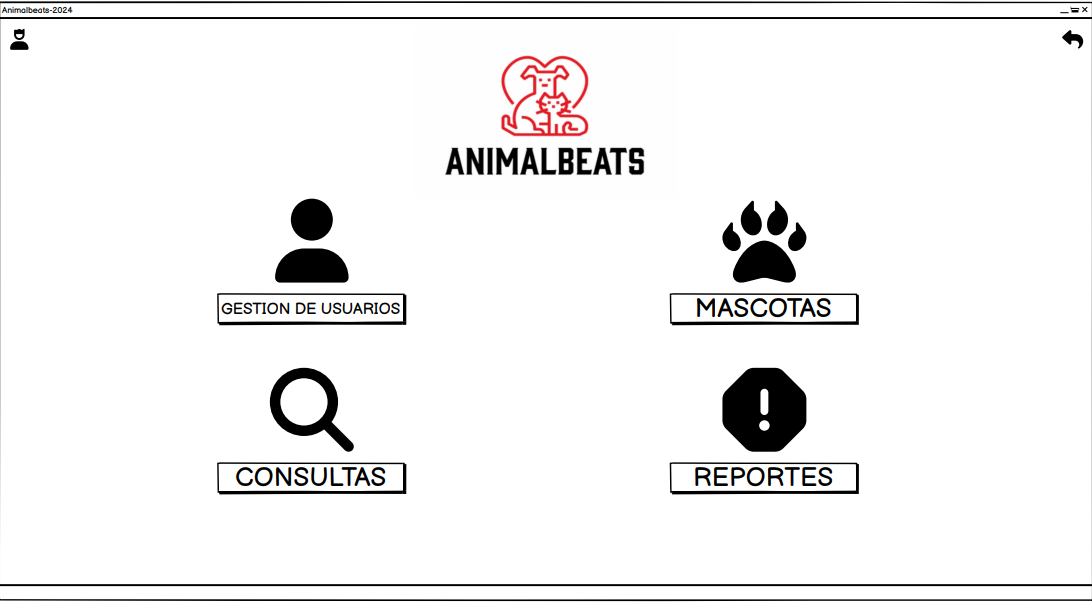 Animalbeats-2024
ANIMALBEATS
GESTION DE USUARIOS
MASCOTAS
CONSULTAS
REPORTES